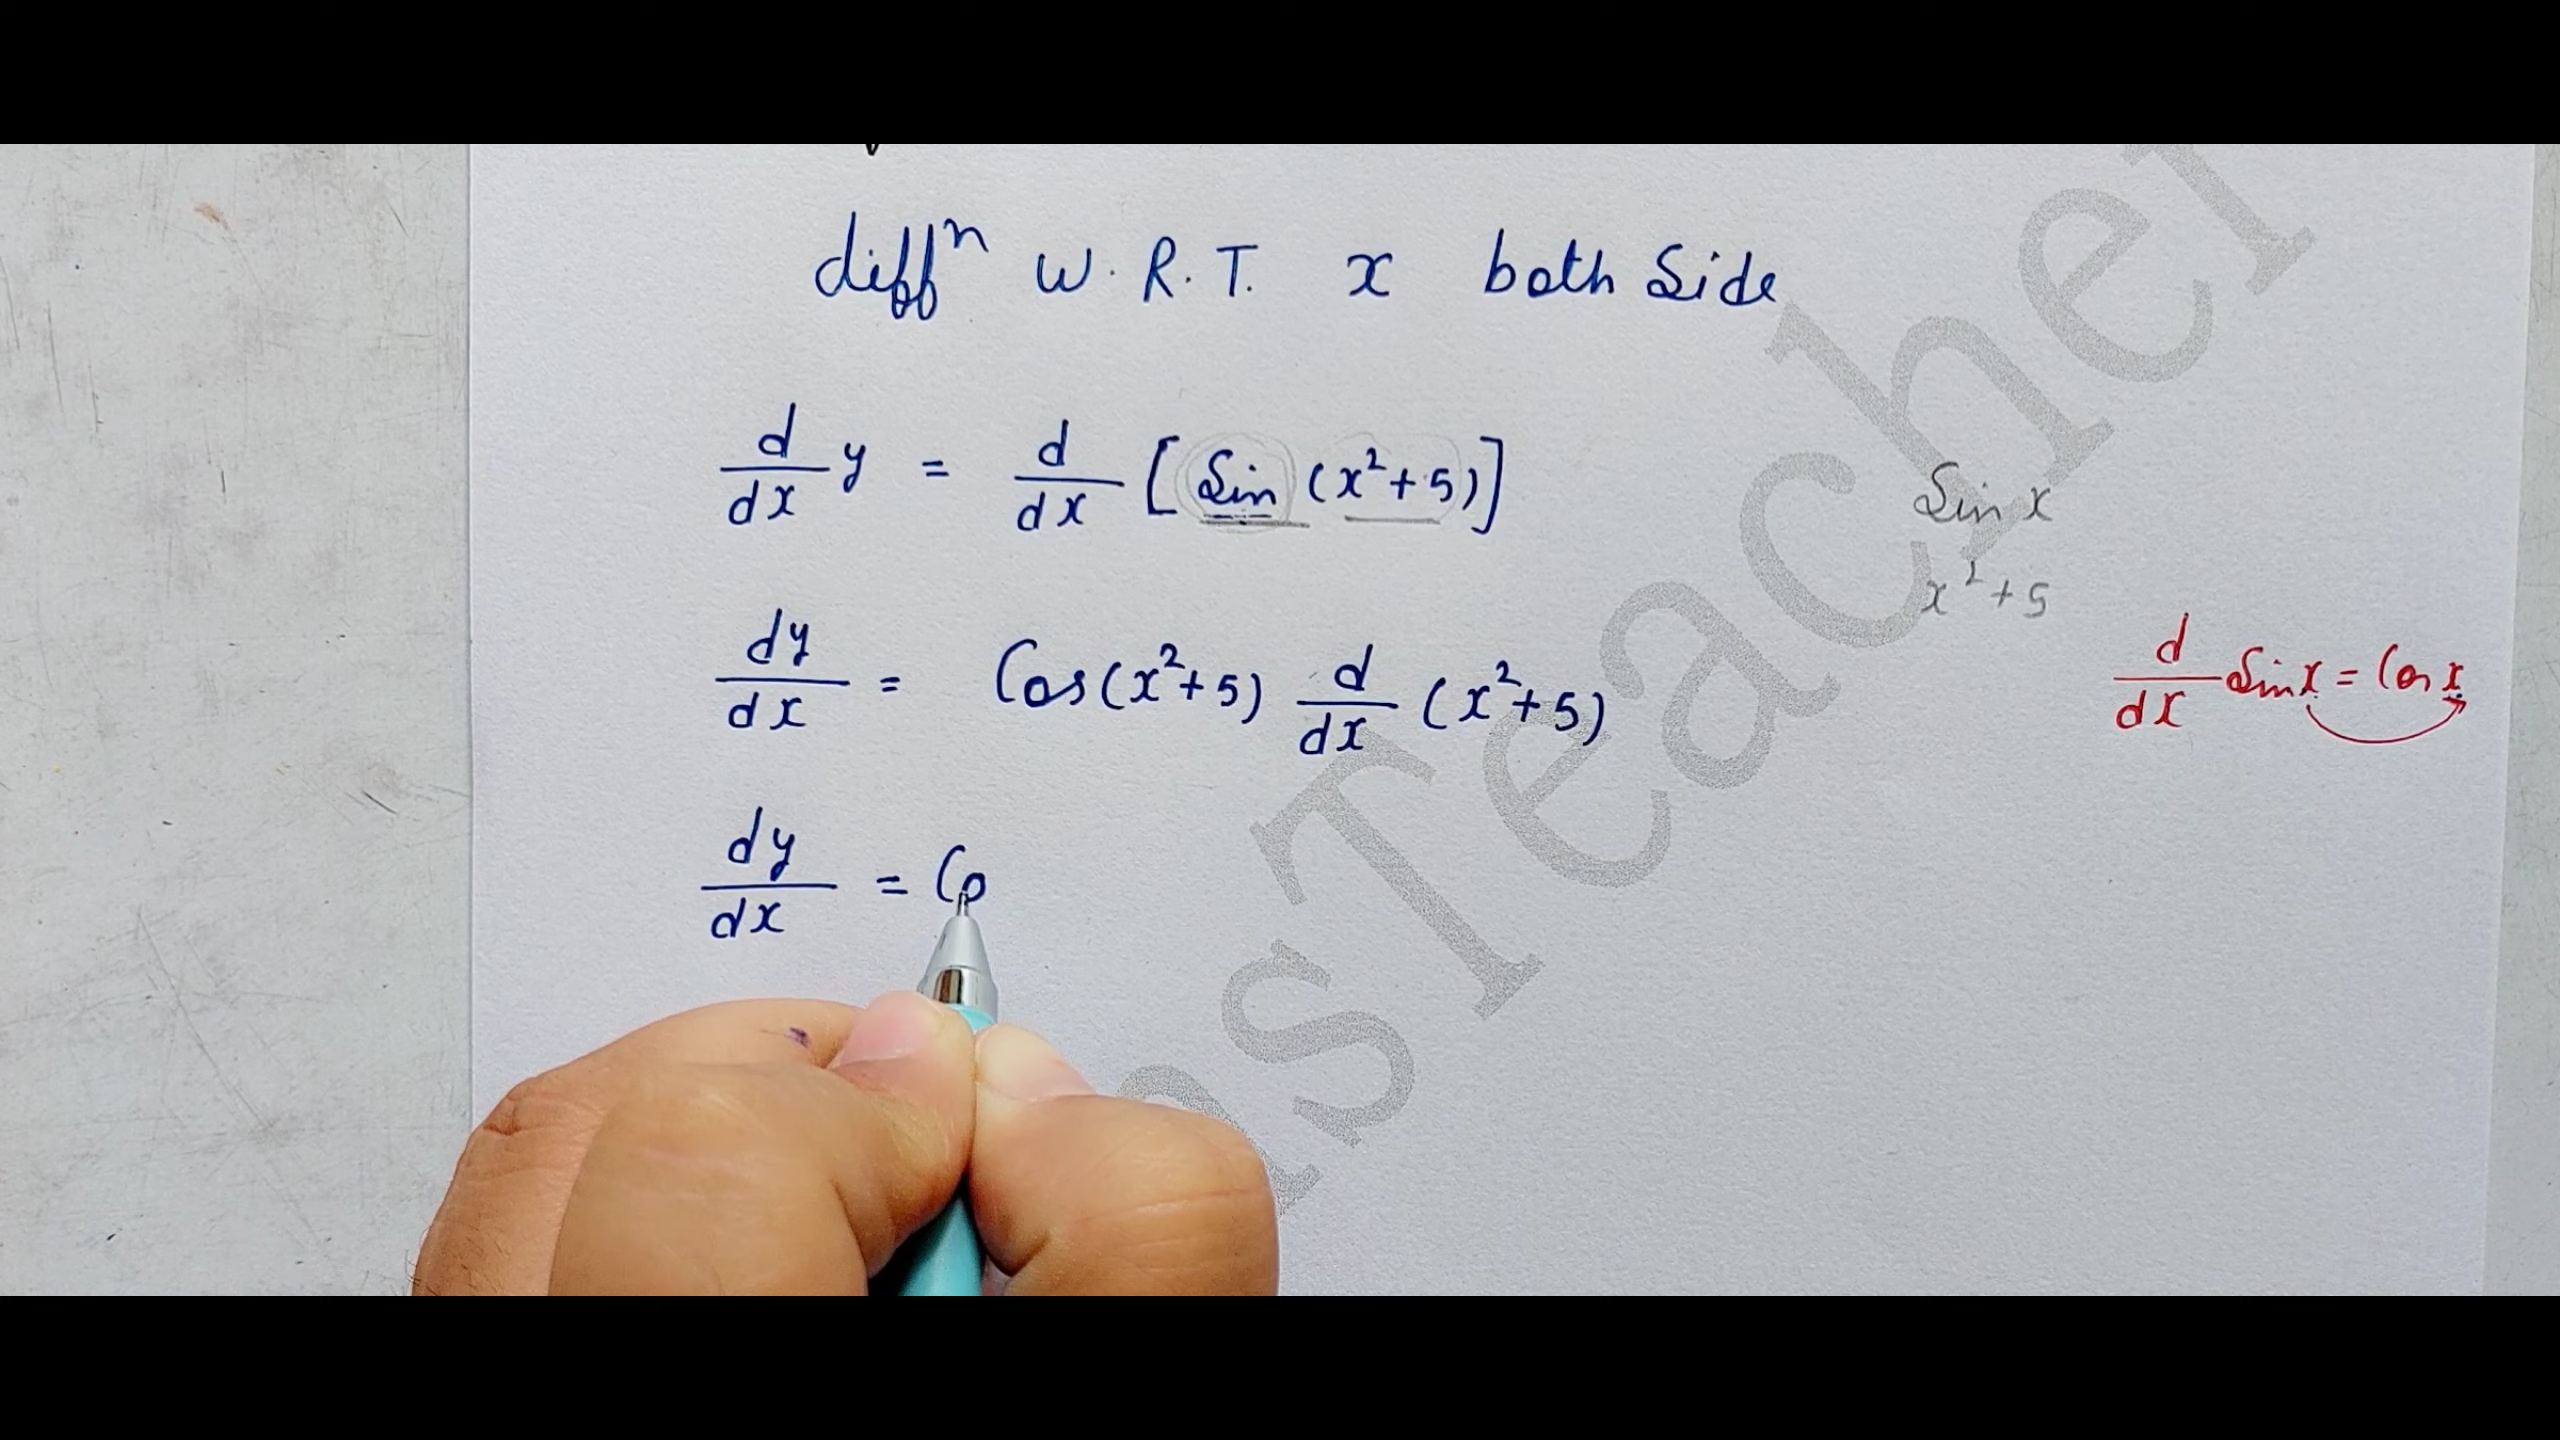 diffⁿ W.R.T. x both Side
d/dx y = d/dx [Sin (x²+5)]
Sin x
x²+5
dy/dx = Cos(x²+5) d/dx (x²+5)
d/dx Sin x = Cos x
dy/dx = Co
sTeacher